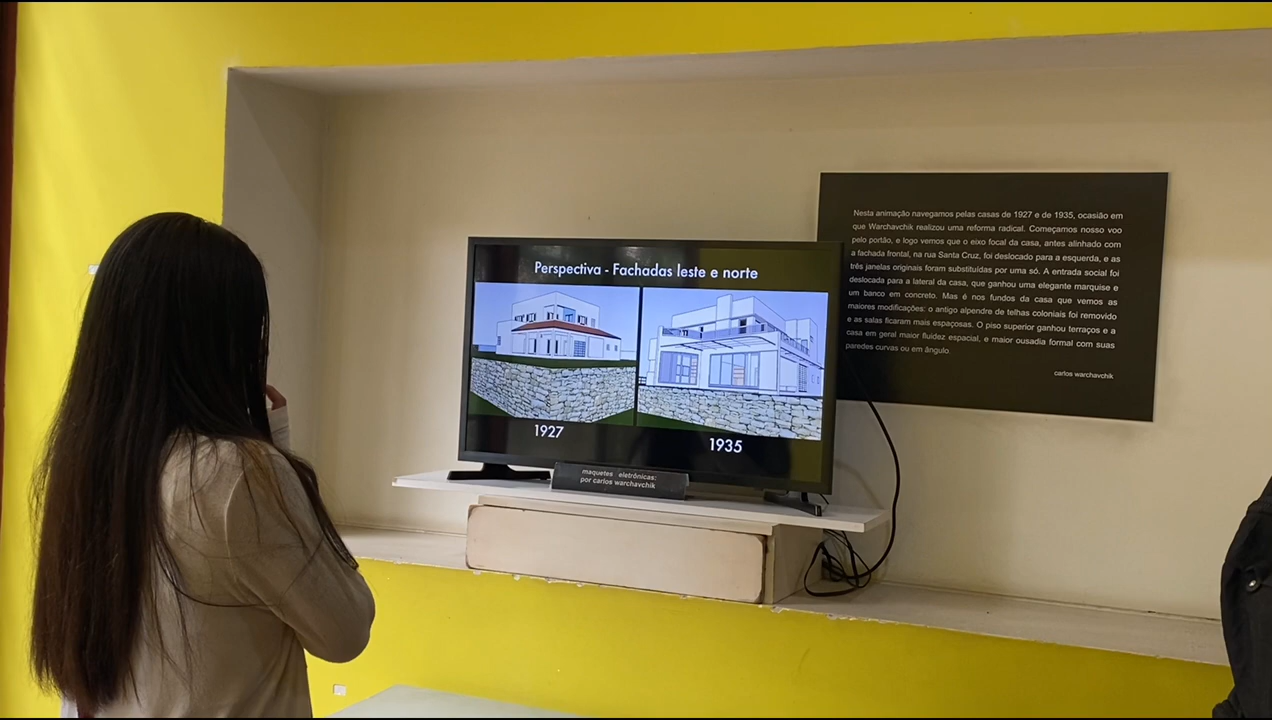 Perspectiva - Fachadas leste e norte
1927
1935
maquetes eletrônicas:
por carlos warchavchik
Nesta animação navegamos pelas casas de 1927 e de 1935, ocasião em
que Warchavchik realizou uma reforma radical. Começamos nosso voo
pelo portão, e logo vemos que o eixo focal da casa, antes alinhado com
a fachada frontal, na rua Santa Cruz, foi deslocado para a esquerda, e as
três janelas originais foram substituídas por uma só. A entrada social foi
deslocada para a lateral da casa, que ganhou uma elegante marquise e
um banco em concreto. Mas é nos fundos da casa que vemos as
maiores modificações: o antigo alpendre de telhas coloniais foi removido
e as salas ficaram mais espaçosas. O piso superior ganhou terraços e a
casa em geral maior fluidez espacial, e maior ousadia formal com suas
paredes curvas ou em ângulo.
carlos warchavchik